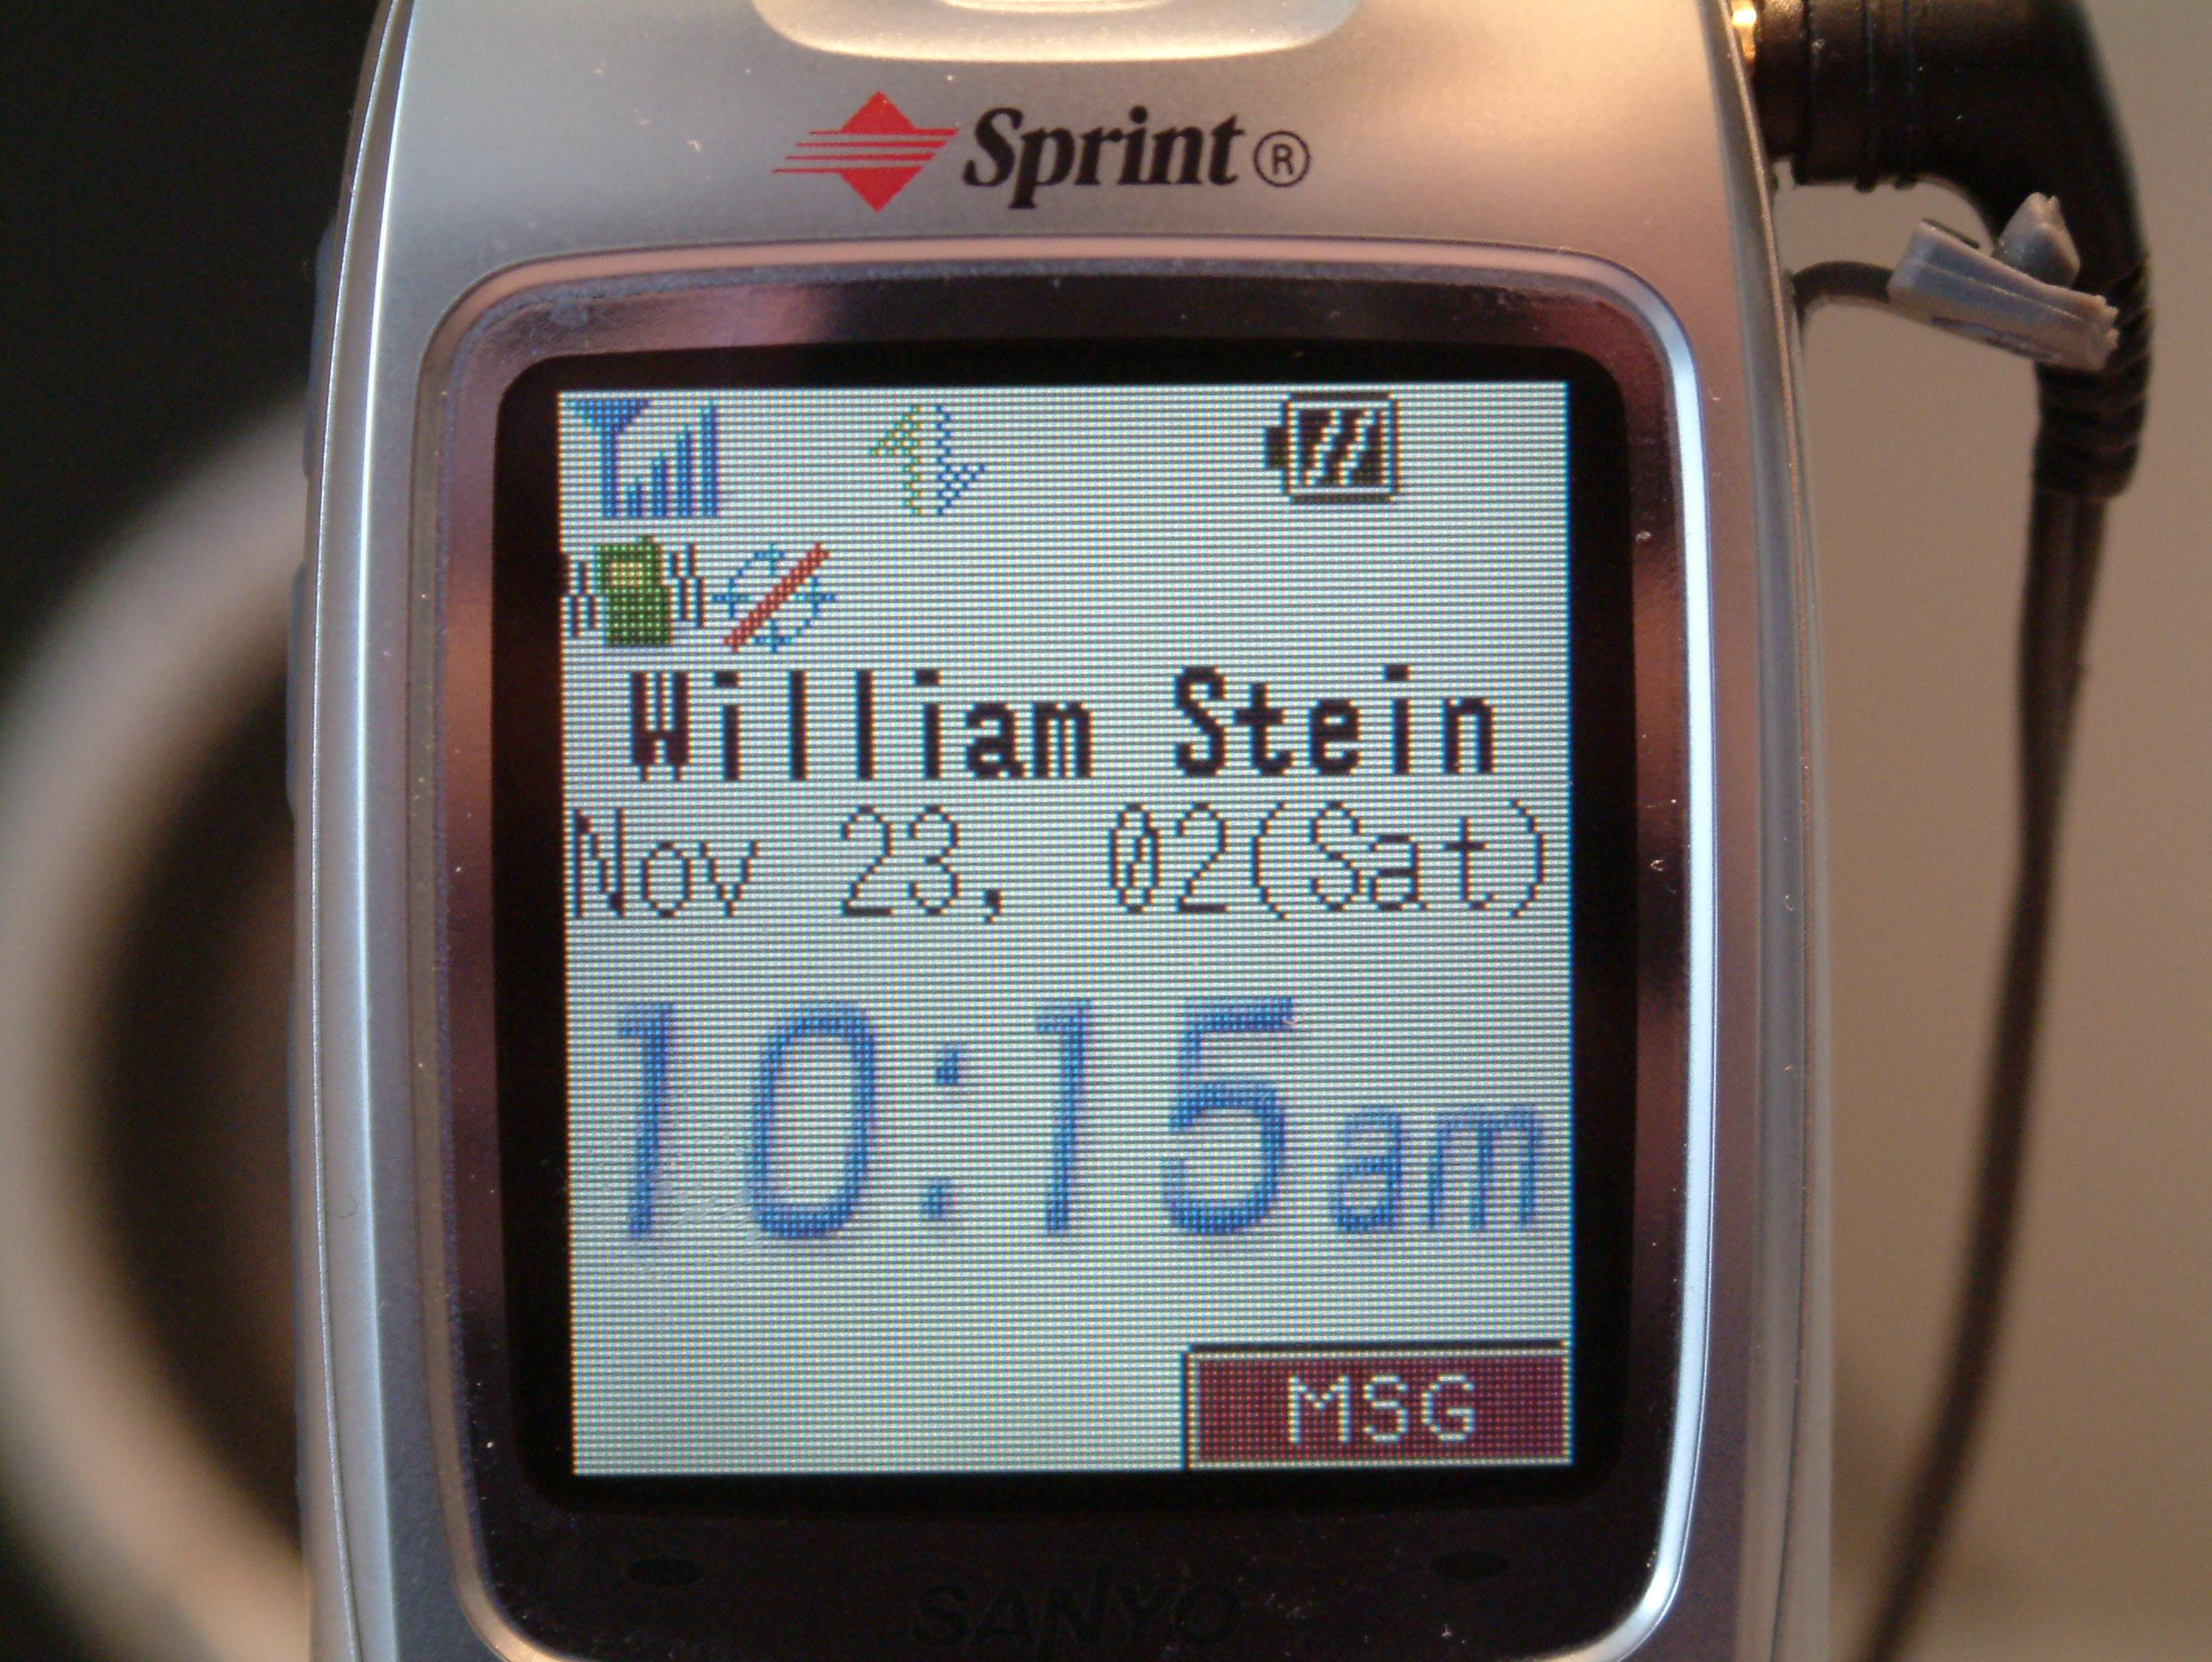 Sprint®
William Stein
Nov 23, 02(Sat)
10:15am
MSG
SANYO